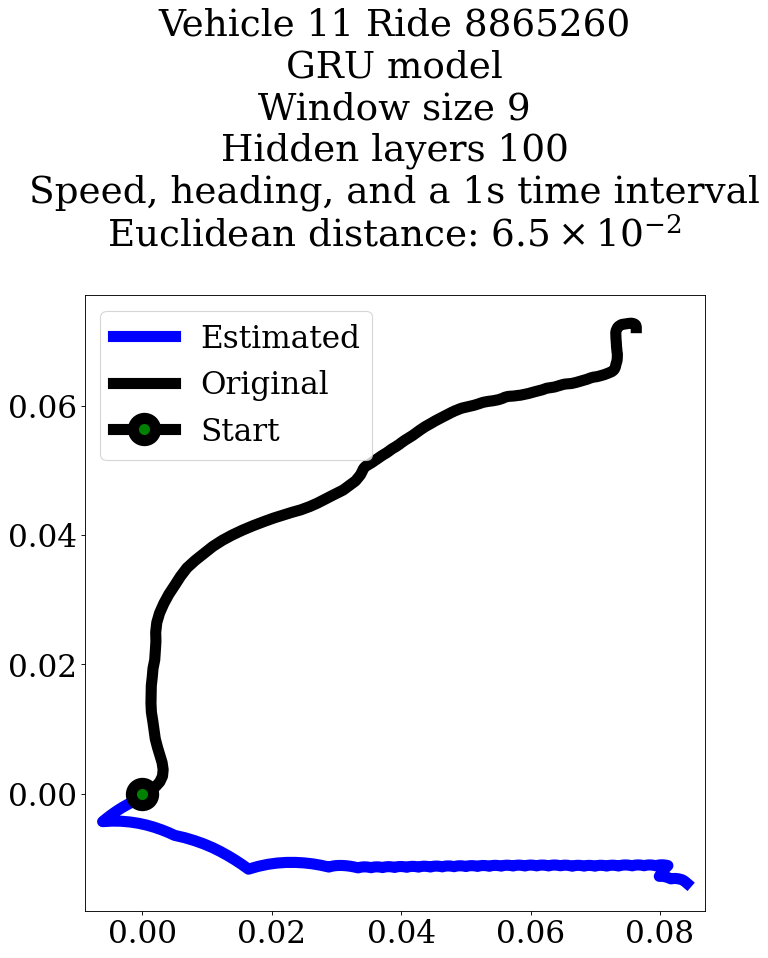 Vehicle 11 Ride 8865260
GRU model
Window size 9
Hidden layers 100
Speed, heading, and a 1s time interval
Euclidean distance: 6.5 × 10⁻²
Estimated
Original
Start
0.06
0.04
0.02
0.00
0.00 0.02 0.04 0.06 0.08